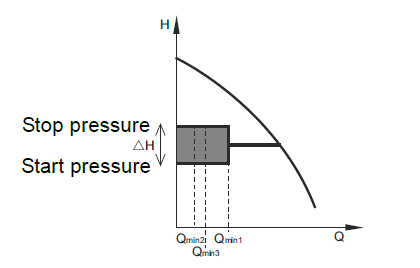 H
Stop pressure
△H
Start pressure
Qmin2 Qmin1 Q
Qmin3